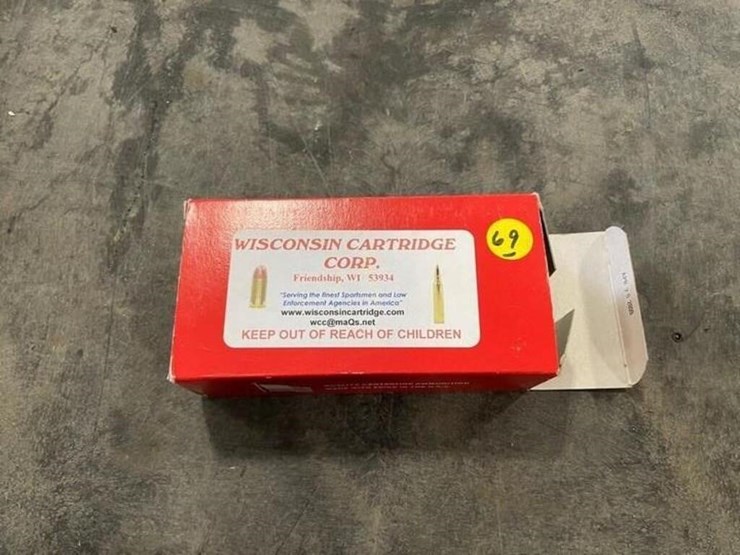 WISCONSIN CARTRIDGE
CORP.
Friendship, WI 53934
"Serving the finest Sportsmen and Law
Enforcement Agencies in America"
www.wisconsincartridge.com
wcc@maQs.net
KEEP OUT OF REACH OF CHILDREN
69